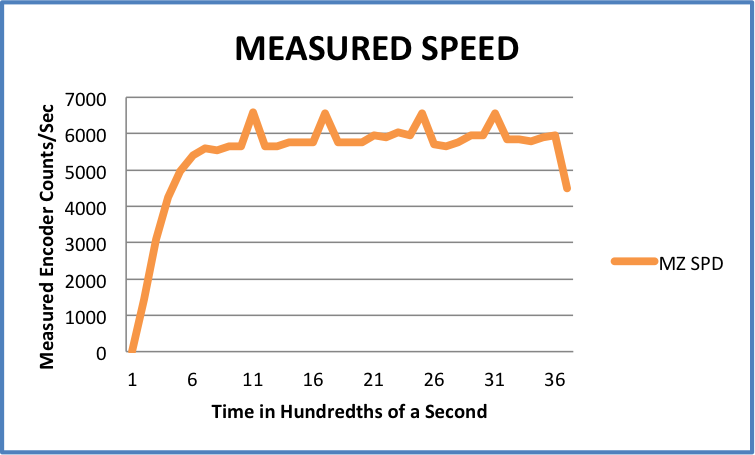 MEASURED SPEED
Measured Encoder Counts/Sec
7000
6000
5000
4000
3000
2000
1000
0
1 6 11 16 21 26 31 36
Time in Hundredths of a Second
MZ SPD